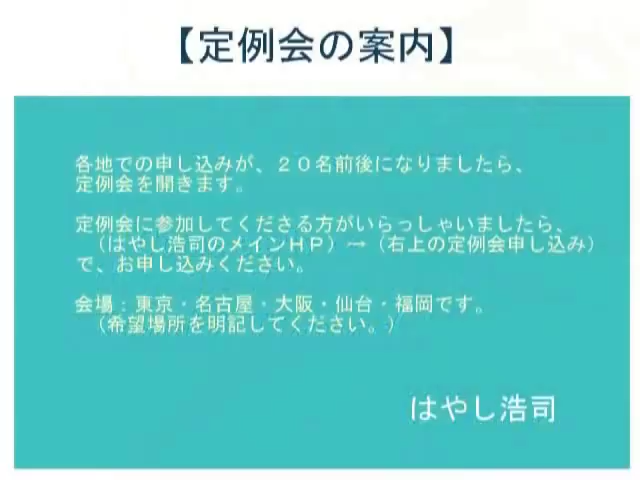 【定例会の案内】
各地での申し込みが、２０名前後になりましたら、
定例会を開きます。
定例会に参加してくださる方がいらっしゃいましたら、
（はやし浩司のメインＨＰ）→（右上の定例会申し込み）
で、お申し込みください。
会場：東京・名古屋・大阪・仙台・福岡です。
（希望場所を明記してください。）
はやし浩司